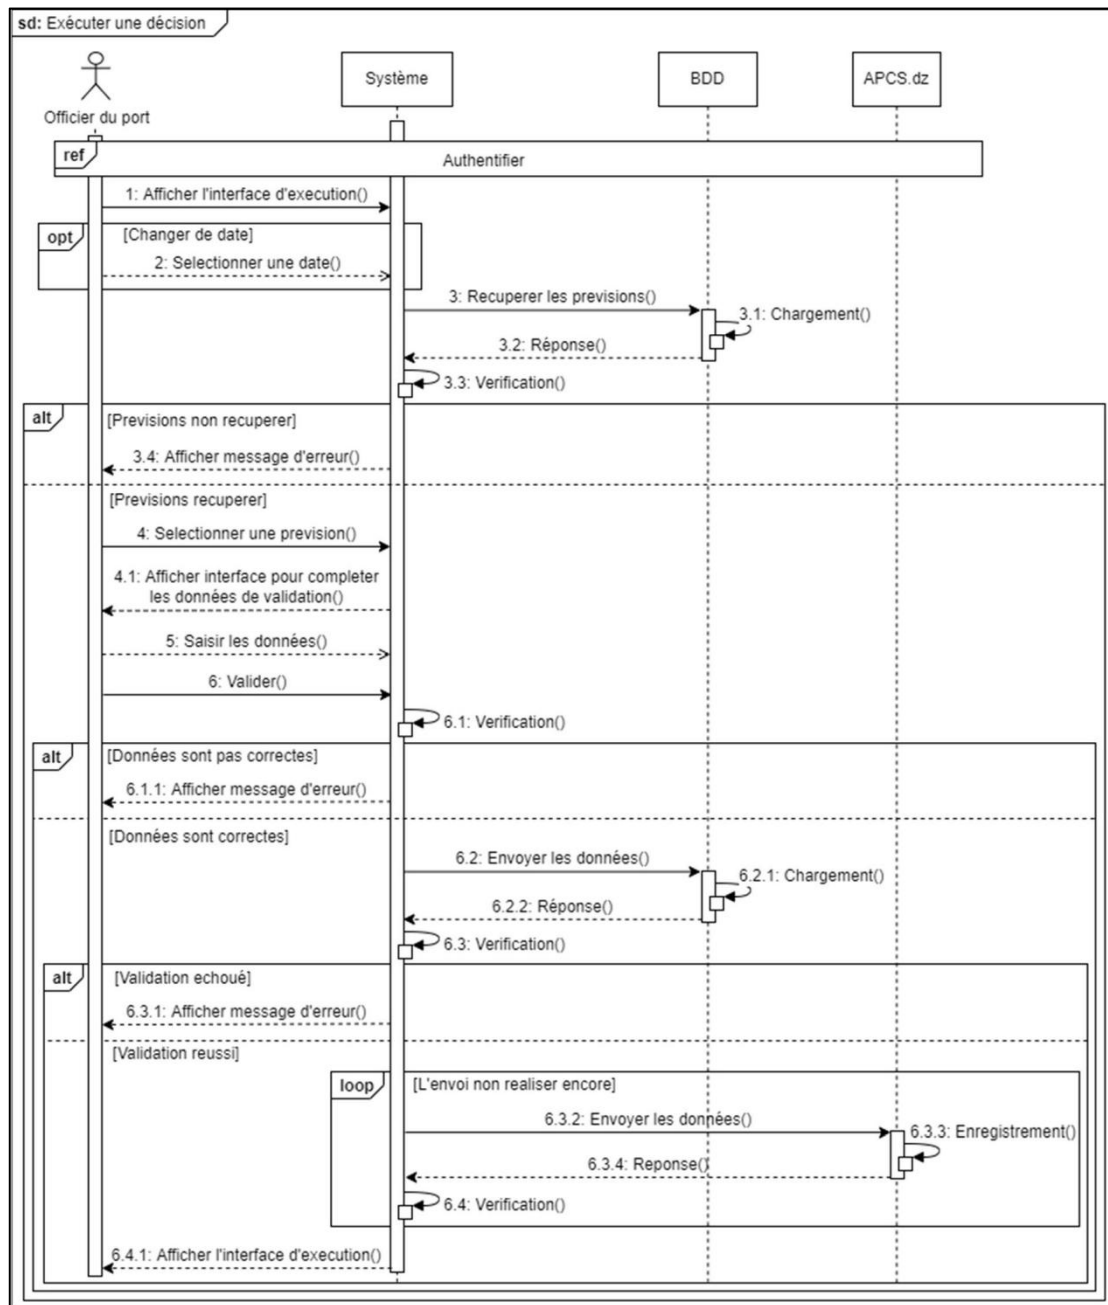 sd: Exécuter une décision
Officier du port
Système
BDD
APCS.dz
ref
Authentifier
1: Afficher l'interface d'execution()
opt
[Changer de date]
2: Selectionner une date()
3: Recuperer les previsions()
3.1: Chargement()
3.2: Réponse()
3.3: Verification()
alt
[Previsions non recuperer]
3.4: Afficher message d'erreur()
[Previsions recuperer]
4: Selectionner une prevision()
4.1: Afficher interface pour completer
les données de validation()
5: Saisir les données()
6: Valider()
6.1: Verification()
alt
[Données sont pas correctes]
6.1.1: Afficher message d'erreur()
[Données sont correctes]
6.2: Envoyer les données()
6.2.1: Chargement()
6.2.2: Réponse()
6.3: Verification()
alt
[Validation echoué]
6.3.1: Afficher message d'erreur()
[Validation reussi]
loop
[L'envoi non realiser encore]
6.3.2: Envoyer les données()
6.3.3: Enregistrement()
6.3.4: Reponse()
6.4: Verification()
6.4.1: Afficher l'interface d'execution()